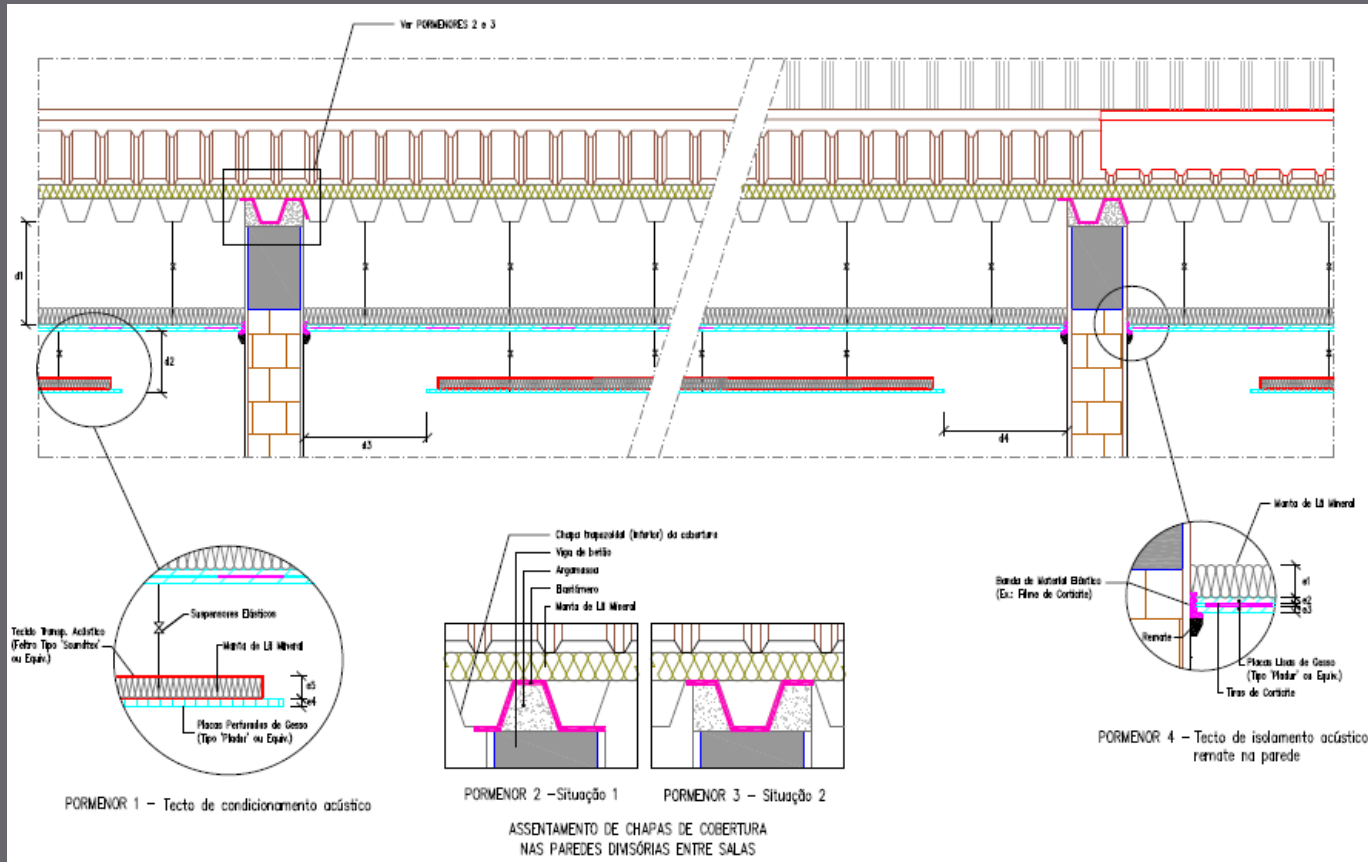 Ver PORMENORES 2 e 3
d1
d2
d3
d4
Suspensores Elásticos
Tecido Transp. Acústico
(Feltro Tipo 'Soundtex'
ou Equiv.)
Manta de Lã Mineral
e5
e4
Placas Perfuradas de Gesso
(Tipo 'Pladur' ou Equiv.)
PORMENOR 1 - Tecto de condicionamento acústico
Chapa trapezoidal (inferior) da cobertura
Viga de betão
Argamassa
Elastómero
Manta de Lã Mineral
PORMENOR 2 -Situação 1
PORMENOR 3 - Situação 2
ASSENTAMENTO DE CHAPAS DE COBERTURA
NAS PAREDES DIVISÓRIAS ENTRE SALAS
Manta de Lã Mineral
Banda de Material Elástico
(Ex.: Filme de Corticite)
e1
e2
e3
Remate
Placas Lisas de Gesso
(Tipo 'Pladur' ou Equiv.)
Tiras de Corticite
PORMENOR 4 - Tecto de isolamento acústico
remate na parede